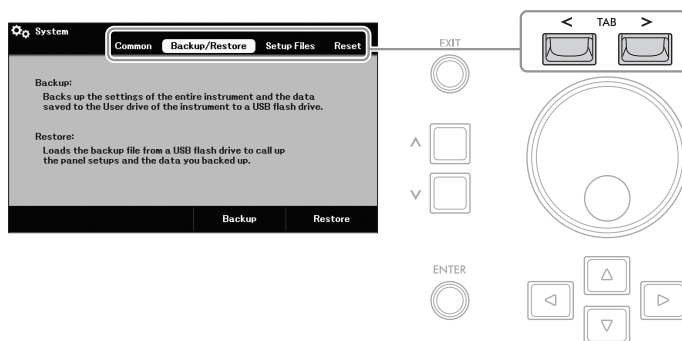 System
Common Backup/Restore Setup Files Reset
Backup:
Backs up the settings of the entire instrument and the data
saved to the User drive of the instrument to a USB flash drive.
Restore:
Loads the backup file from a USB flash drive to call up
the panel setups and the data you backed up.
Backup Restore
EXIT
ENTER
< TAB >